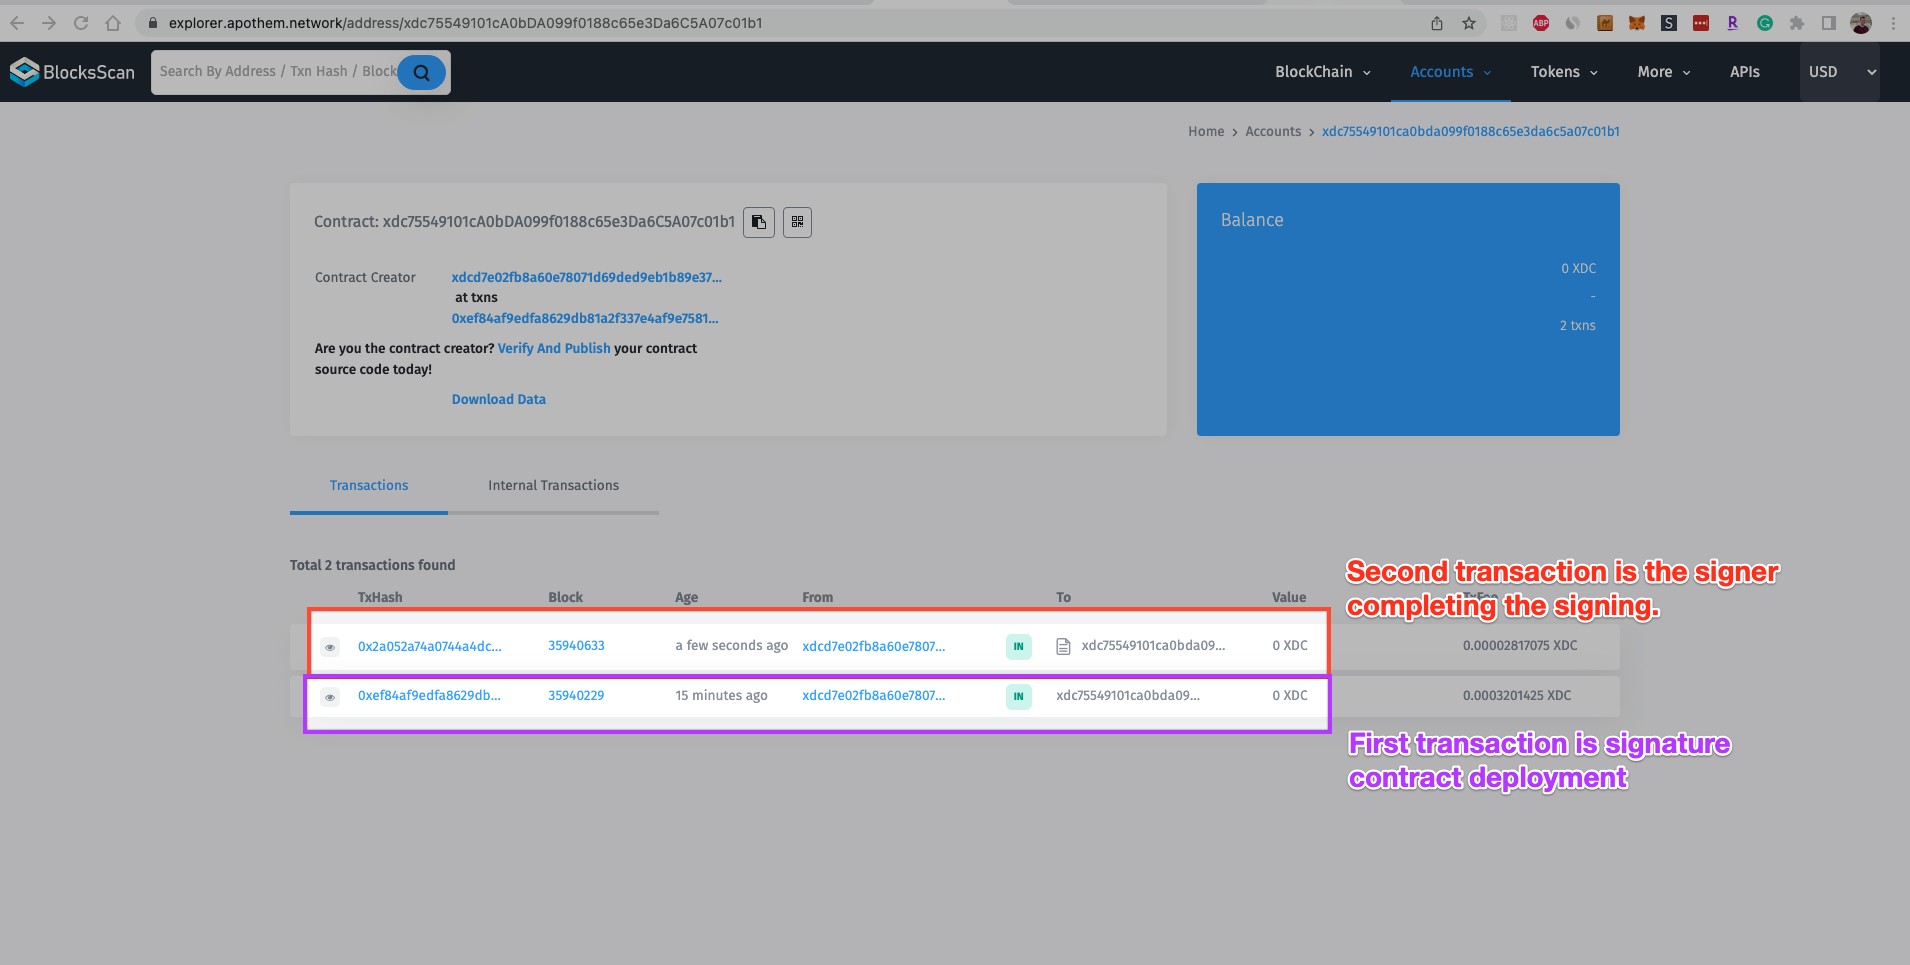 explorer.apothem.network/address/xdc75549101cA0bDA099f0188c65e3Da6C5A07c01b1
ABP
S
R
G
BlocksScan
Search By Address / Txn Hash / Block
BlockChain
Accounts
Tokens
More
APIs
USD
Home > Accounts > xdc75549101ca0bda099f0188c65e3da6c5a07c01b1
Contract: xdc75549101cA0bDA099f0188c65e3Da6C5A07c01b1
Contract Creator
xdcd7e02fb8a60e78071d69ded9eb1b89e37...
at txns
0xef84af9edfa8629db81a2f337e4af9e7581...
Are you the contract creator? Verify And Publish your contract
source code today!
Download Data
Balance
0 XDC
-
2 txns
Transactions
Internal Transactions
Total 2 transactions found
Second transaction is the signer
completing the signing.
TxHash Block Age From To Value
0x2a052a74a0744a4dc... 35940633 a few seconds ago xdcd7e02fb8a60e7807... IN xdc75549101ca0bda09... 0 XDC 0.00002817075 XDC
0xef84af9edfa8629db... 35940229 15 minutes ago xdcd7e02fb8a60e7807... IN xdc75549101ca0bda09... 0 XDC 0.0003201425 XDC
First transaction is signature
contract deployment